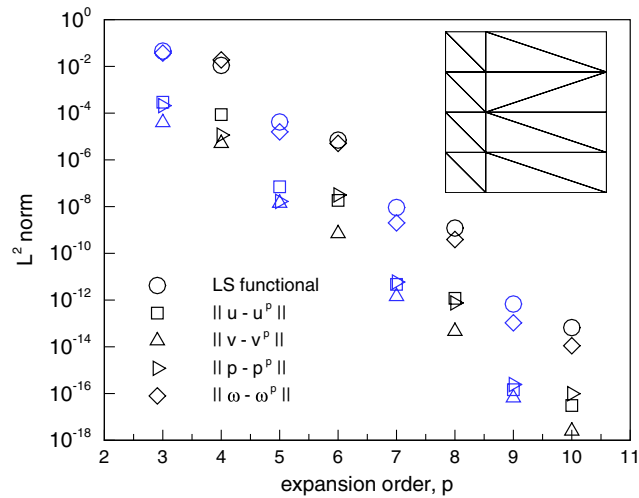 10^0
10^-2
10^-4
10^-6
10^-8
10^-10
10^-12
10^-14
10^-16
10^-18
L^2 norm
LS functional
|| u - u^p ||
|| v - v^p ||
|| p - p^p ||
|| ω - ω^p ||
2 3 4 5 6 7 8 9 10 11
expansion order, p